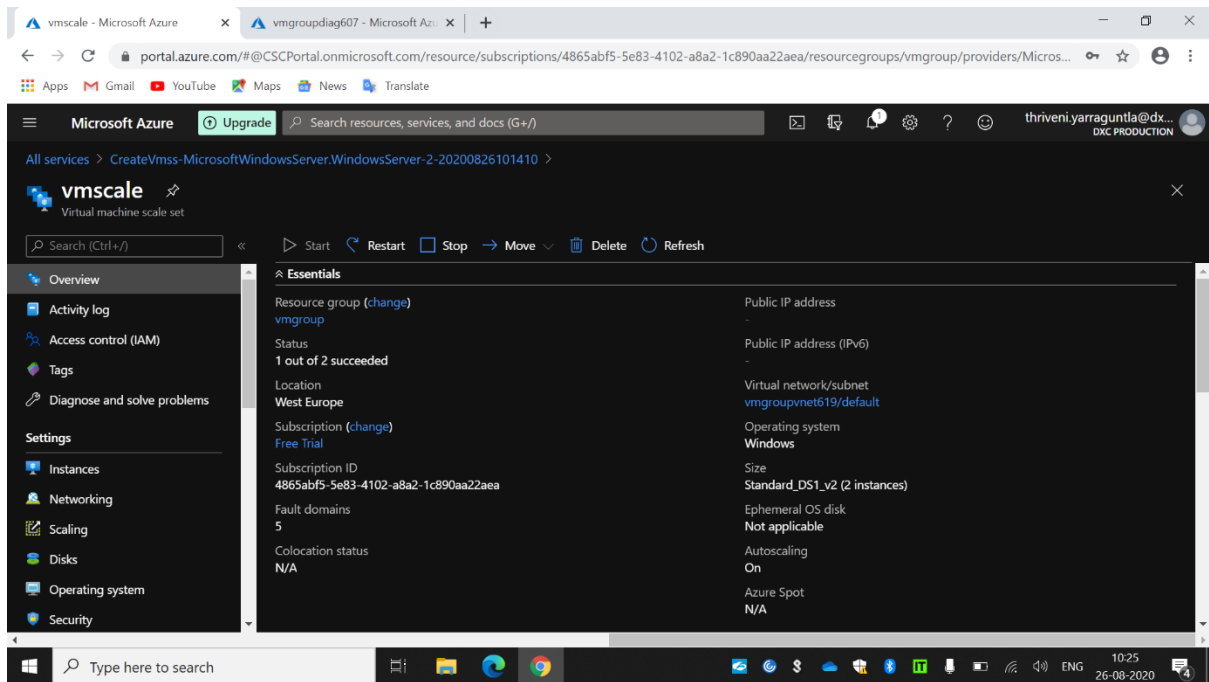 vmscale - Microsoft Azure
vmgroupdiag607 - Microsoft Azu
portal.azure.com/#@CSCPortal.onmicrosoft.com/resource/subscriptions/4865abf5-5e83-4102-a8a2-1c890aa22aea/resourcegroups/vmgroup/providers/Micros...
Apps Gmail YouTube Maps News Translate
Microsoft Azure Upgrade Search resources, services, and docs (G+/) thriveni.yarraguntla@dx...
DXC PRODUCTION
All services > CreateVmss-MicrosoftWindowsServer.WindowsServer-2-20200826101410 >
vmscale
Virtual machine scale set
Search (Ctrl+/) «
Start Restart Stop Move Delete Refresh
Overview
Activity log
Access control (IAM)
Tags
Diagnose and solve problems
Settings
Instances
Networking
Scaling
Disks
Operating system
Security
Essentials
Resource group (change)
vmgroup
Status
1 out of 2 succeeded
Location
West Europe
Subscription (change)
Free Trial
Subscription ID
4865abf5-5e83-4102-a8a2-1c890aa22aea
Fault domains
5
Colocation status
N/A
Public IP address
-
Public IP address (IPv6)
-
Virtual network/subnet
vmgroupvnet619/default
Operating system
Windows
Size
Standard_DS1_v2 (2 instances)
Ephemeral OS disk
Not applicable
Autoscaling
On
Azure Spot
N/A
Type here to search
ENG
10:25
26-08-2020
4